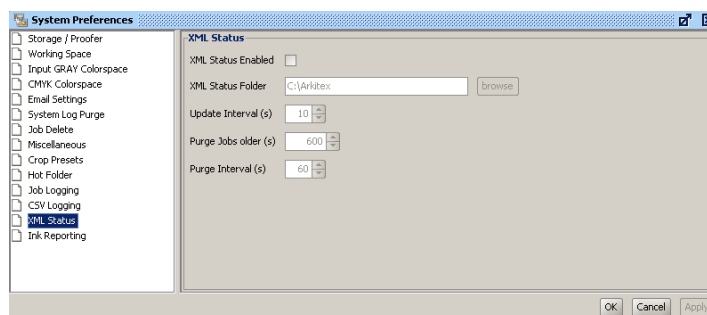 System Preferences
Storage / Proofer
Working Space
Input GRAY Colorspace
CMYK Colorspace
Email Settings
System Log Purge
Job Delete
Miscellaneous
Crop Presets
Hot Folder
Job Logging
CSV Logging
XML Status
Ink Reporting
XML Status
XML Status Enabled
XML Status Folder C:\Arkitex browse
Update Interval (s) 10
Purge Jobs older (s) 600
Purge Interval (s) 60
OK Cancel Apply